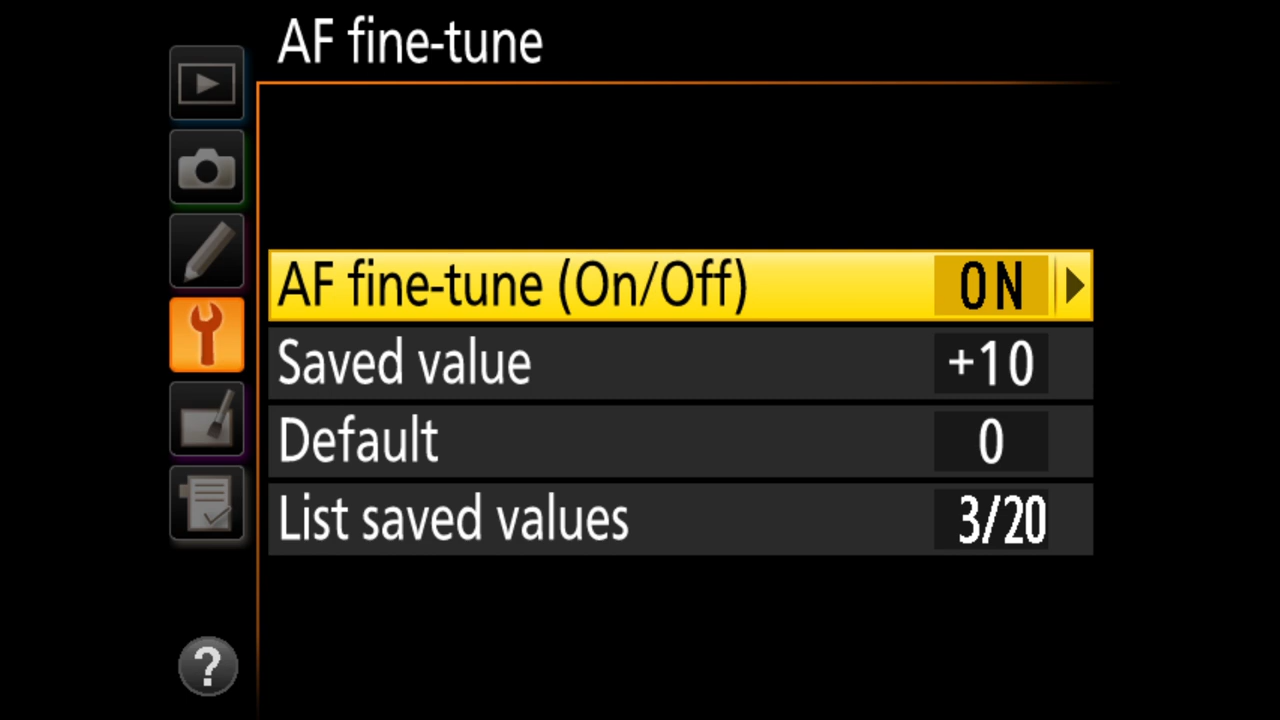 AF fine-tune
AF fine-tune (On/Off) ON
Saved value +10
Default 0
List saved values 3/20
?